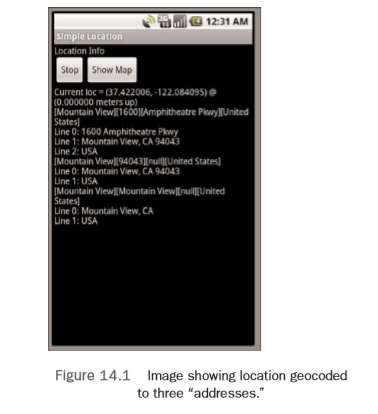 12:31 AM
Simple Location
Location Info
Stop Show Map
Current loc = (37.422006, -122.084095) @
(0.000000 meters up)
[Mountain View][1600][Amphitheatre Pkwy][United
States]
Line 0: 1600 Amphitheatre Pkwy
Line 1: Mountain View, CA 94043
Line 2: USA
[Mountain View][94043][null][United States]
Line 0: Mountain View, CA 94043
Line 1: USA
[Mountain View][Mountain View][null][United
States]
Line 0: Mountain View, CA
Line 1: USA
Figure 14.1 Image showing location geocoded
to three “addresses.”